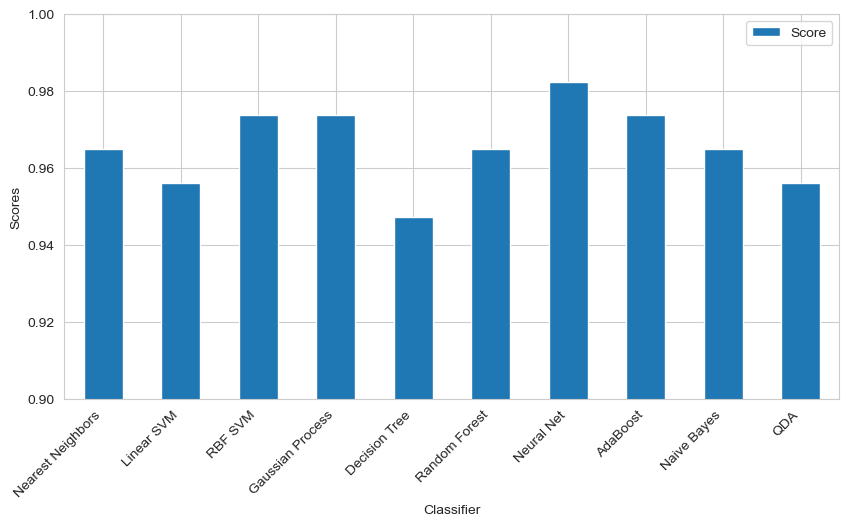 1.00
0.98
0.96
0.94
0.92
0.90
Scores
Score
Nearest Neighbors
Linear SVM
RBF SVM
Gaussian Process
Decision Tree
Random Forest
Neural Net
AdaBoost
Naive Bayes
QDA
Classifier